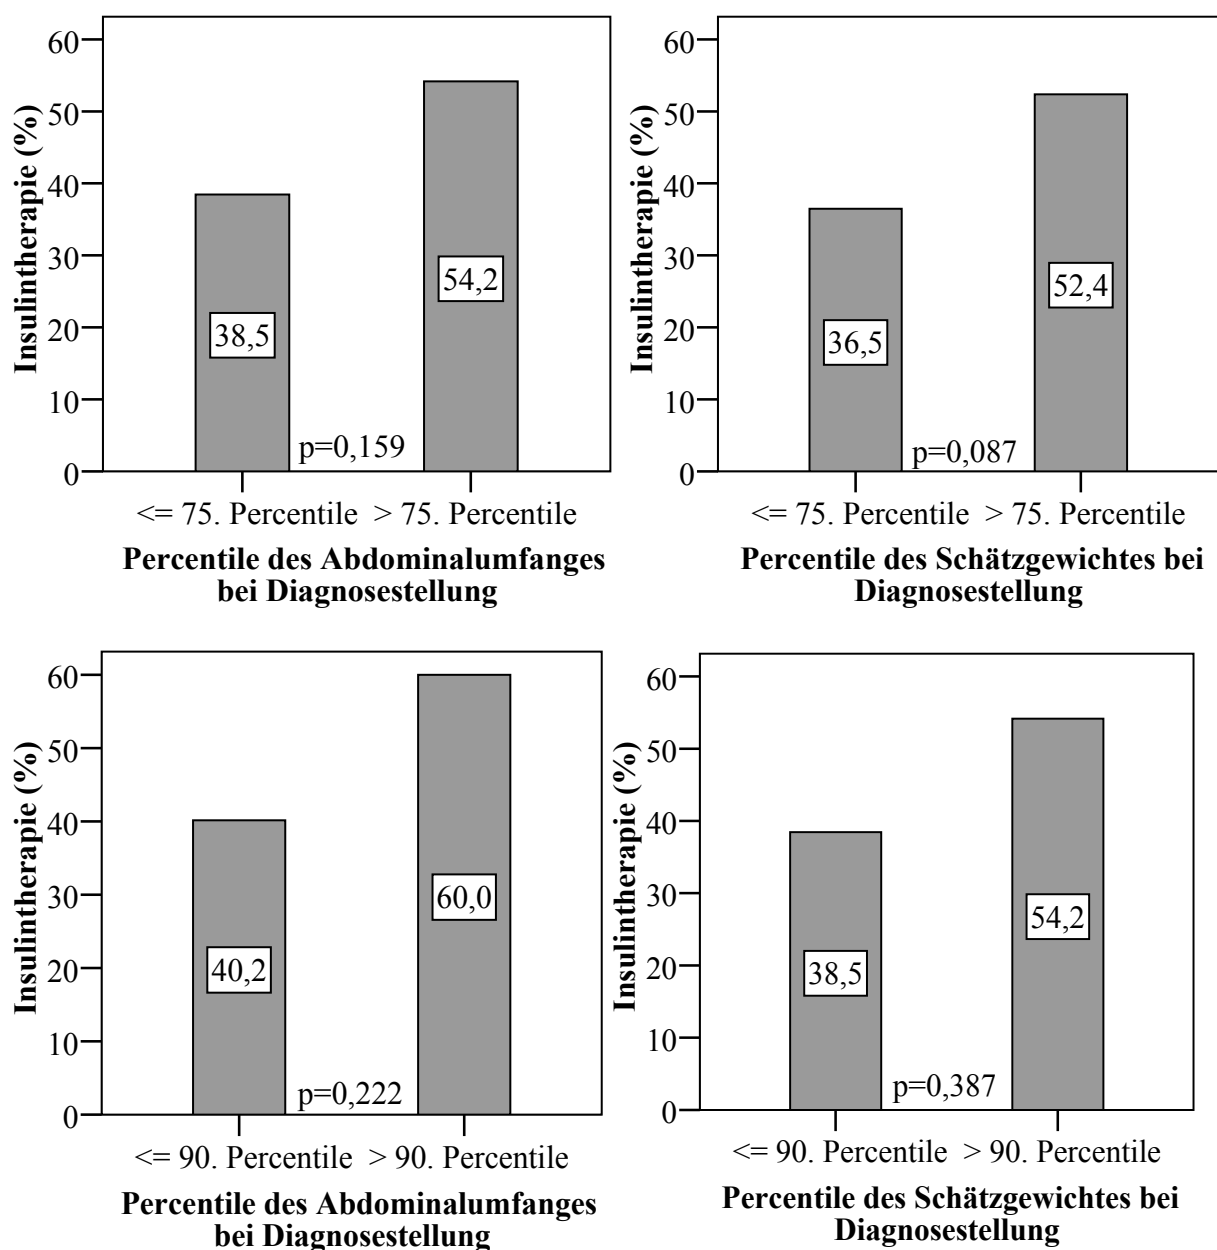 60
50
40
30
20
10
0
Insulintherapie (%)
38,5
54,2
p=0,159
<= 75. Percentile > 75. Percentile
Percentile des Abdominalumfanges
bei Diagnosestellung
60
50
40
30
20
10
0
Insulintherapie (%)
36,5
52,4
p=0,087
<= 75. Percentile > 75. Percentile
Percentile des Schätzgewichtes bei
Diagnosestellung
60
50
40
30
20
10
0
Insulintherapie (%)
40,2
60,0
p=0,222
<= 90. Percentile > 90. Percentile
Percentile des Abdominalumfanges
bei Diagnosestellung
60
50
40
30
20
10
0
Insulintherapie (%)
38,5
54,2
p=0,387
<= 90. Percentile > 90. Percentile
Percentile des Schätzgewichtes bei
Diagnosestellung